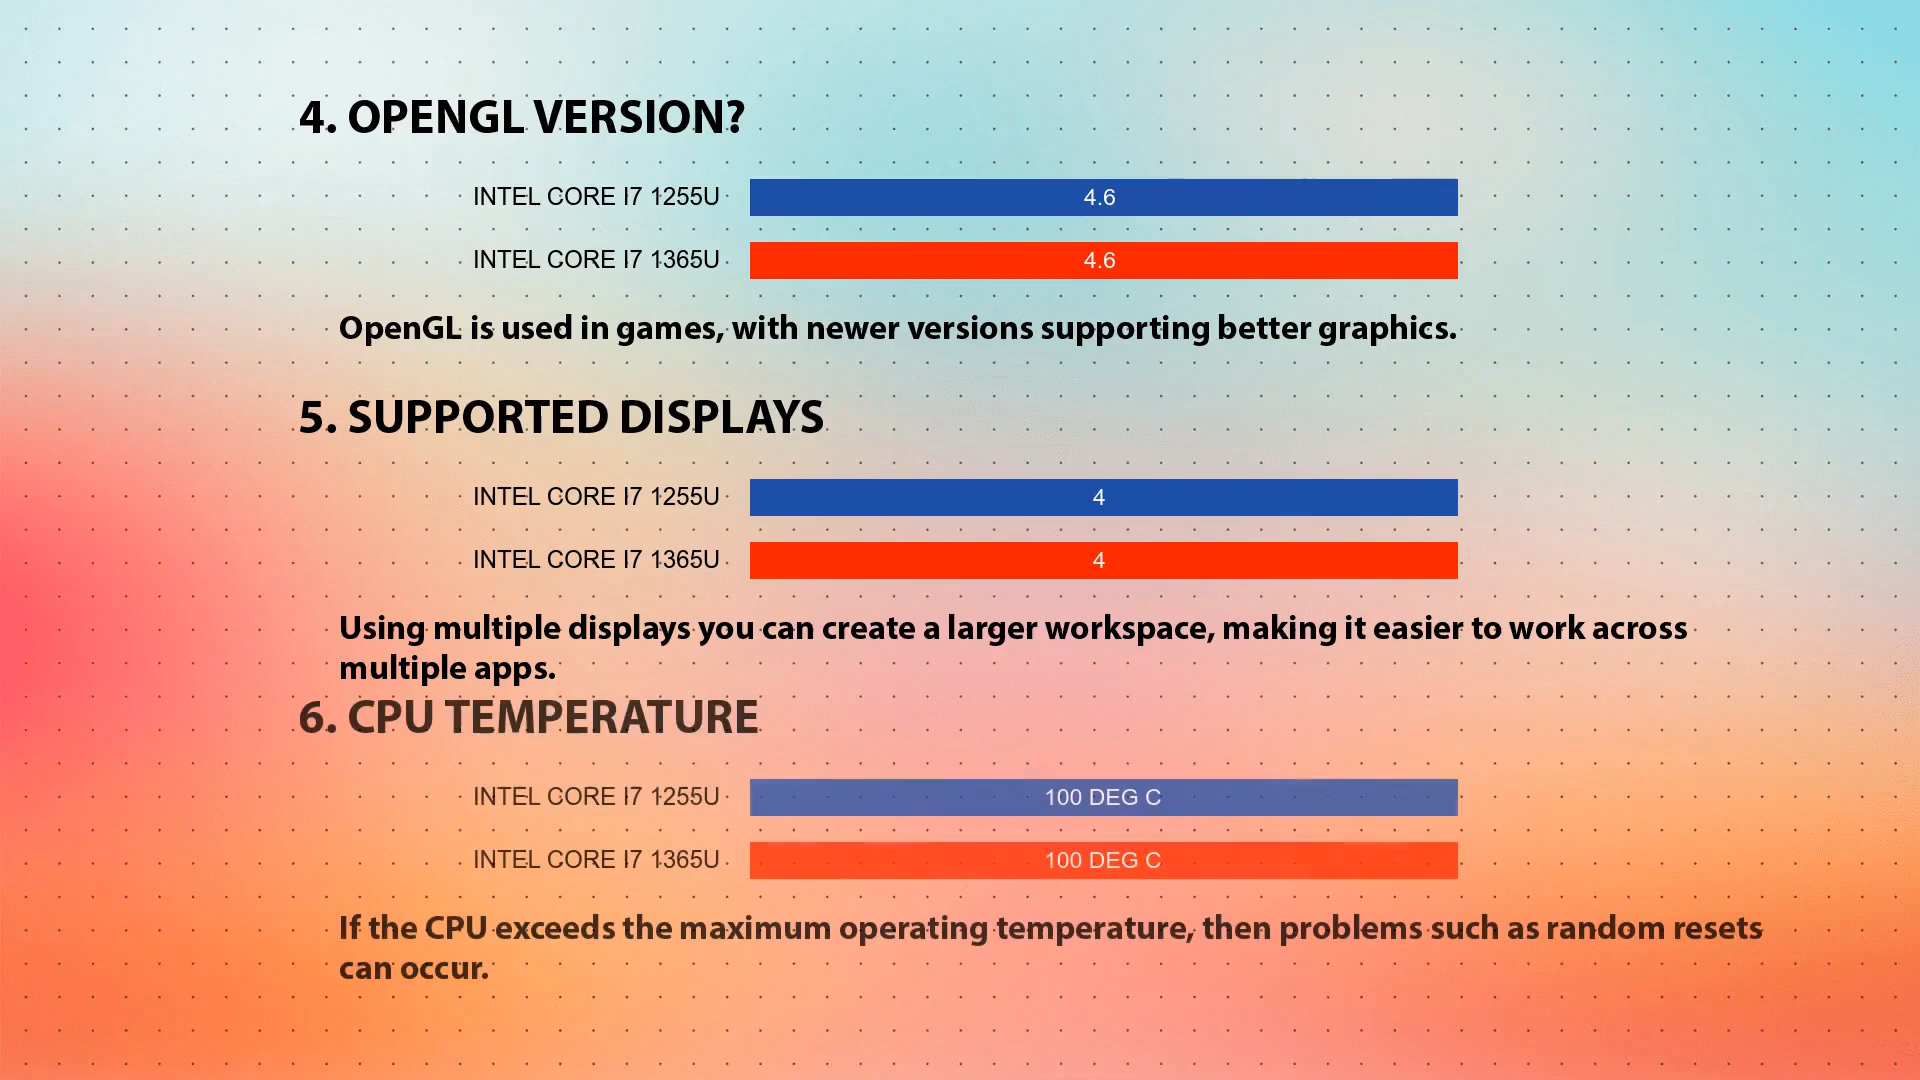 4. OPENGL VERSION?
INTEL CORE I7 1255U
4.6
INTEL CORE I7 1365U
4.6
OpenGL is used in games, with newer versions supporting better graphics.
5. SUPPORTED DISPLAYS
INTEL CORE I7 1255U
4
INTEL CORE I7 1365U
4
Using multiple displays you can create a larger workspace, making it easier to work across
multiple apps.
6. CPU TEMPERATURE
INTEL CORE I7 1255U
100 DEG C
INTEL CORE I7 1365U
100 DEG C
If the CPU exceeds the maximum operating temperature, then problems such as random resets
can occur.